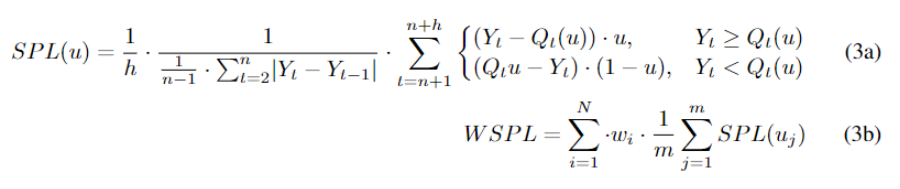 $SPL(u) = \frac{1}{h} \cdot \frac{1}{\frac{1}{n-1} \cdot \sum_{t=2}^{n} |Y_t - Y_{t-1}|} \cdot \sum_{t=n+1}^{n+h} \begin{cases} (Y_t - Q_t(u)) \cdot u, & Y_t \geq Q_t(u) \\ (Q_t u - Y_t) \cdot (1 - u), & Y_t < Q_t(u) \end{cases}$ (3a)
$WSPL = \sum_{i=1}^{N} \cdot w_i \cdot \frac{1}{m} \sum_{j=1}^{m} SPL(u_j)$ (3b)